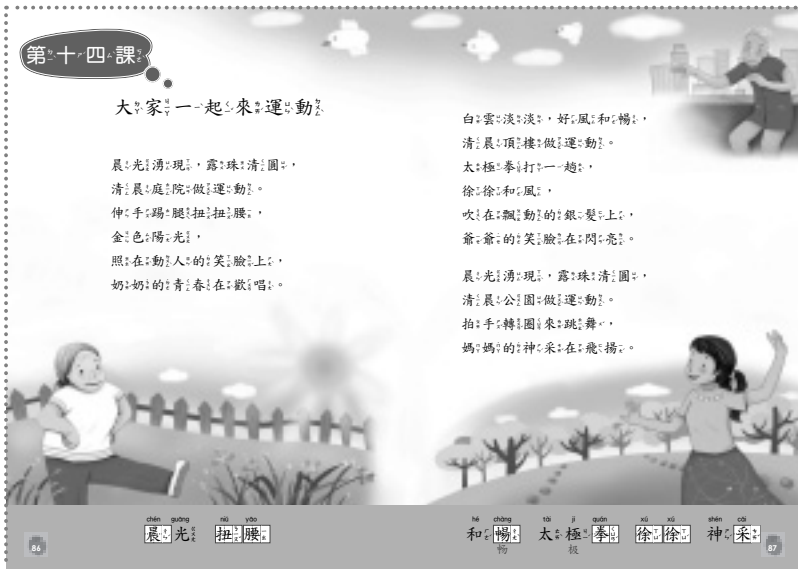 第十四課
大家一起來運動
晨光湧現，露珠清圓，
清晨庭院做運動。
伸手踢腿扭扭腰，
金色陽光，
照在動人的笑臉上，
奶奶的青春在歡唱。
白雲淡淡，好風和暢，
清晨頂樓做運動。
太極拳打一趟，
徐徐和風，
吹在飄動的銀髮上，
爺爺的笑臉在閃亮。
晨光湧現，露珠清圓，
清晨公園做運動。
拍手轉圈來跳舞，
媽媽的神采在飛揚。
chén guāng niǔ yāo
晨光 扭腰
86
hé chàng tài jí quán xú xú shén cǎi
和暢 太極拳 徐徐 神采
畅 极
87